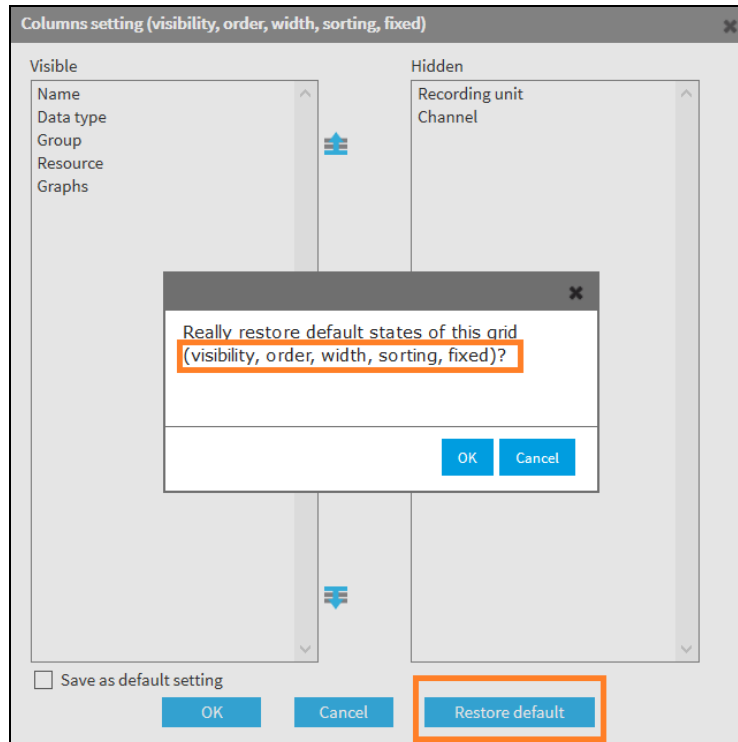 Columns setting (visibility, order, width, sorting, fixed)
Visible
Hidden
Name
Data type
Group
Resource
Graphs
Recording unit
Channel
Really restore default states of this grid
(visibility, order, width, sorting, fixed)?
OK
Cancel
Save as default setting
OK
Cancel
Restore default